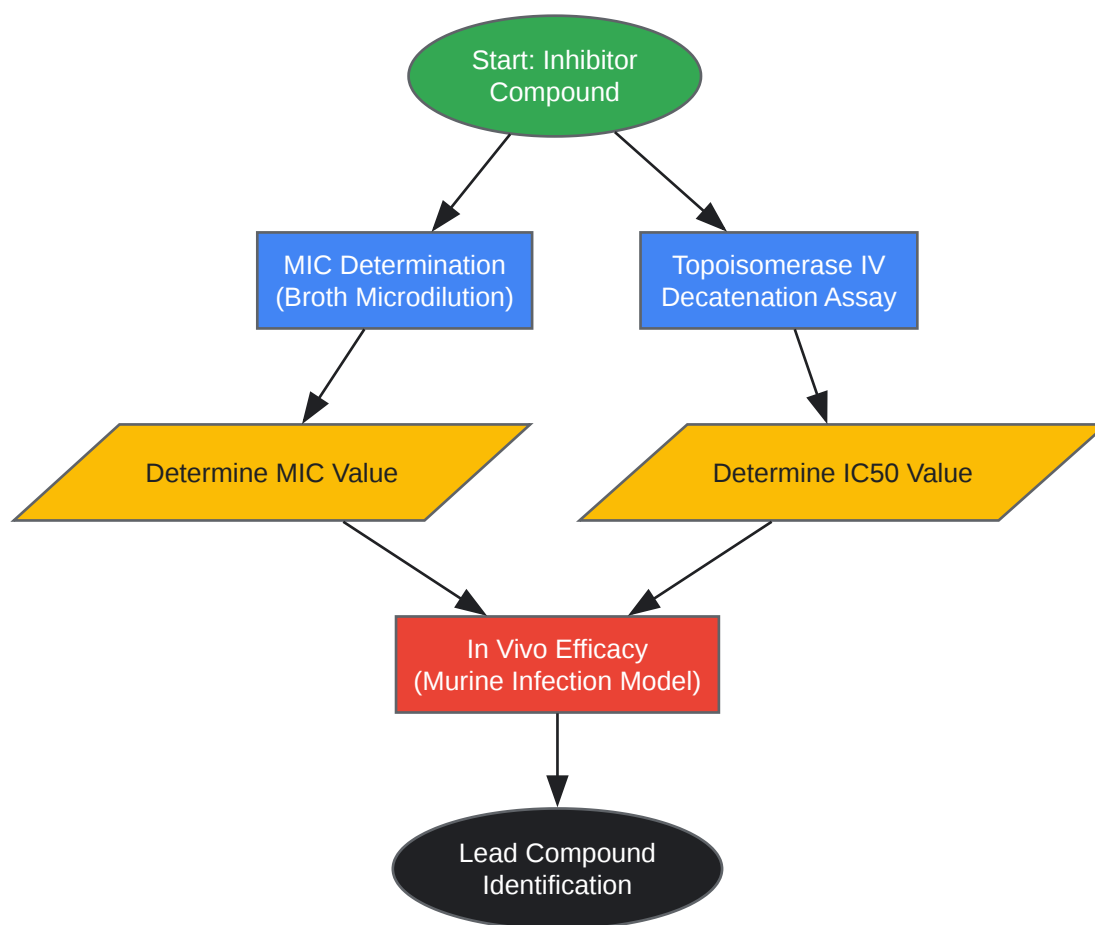 Start: Inhibitor
Compound
MIC Determination
(Broth Microdilution)
Topoisomerase IV
Decatenation Assay
Determine MIC Value
Determine IC50 Value
In Vivo Efficacy
(Murine Infection Model)
Lead Compound
Identification